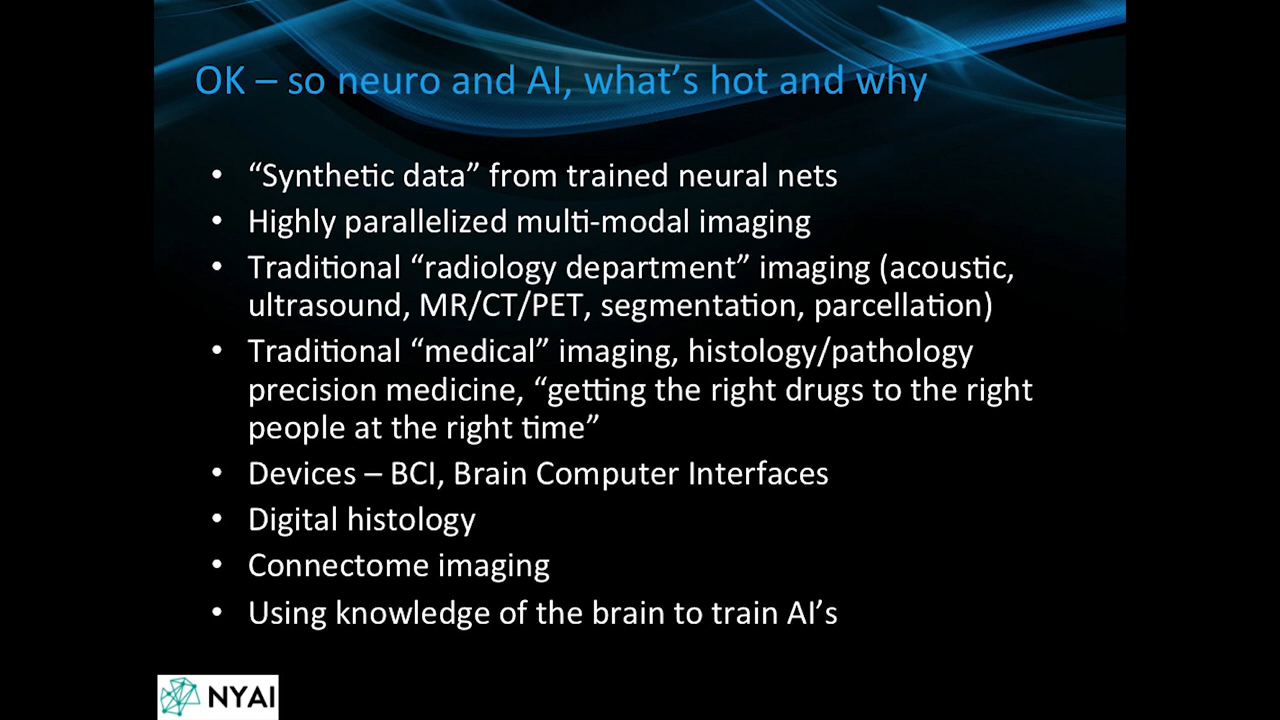 OK – so neuro and AI, what’s hot and why
• “Synthetic data” from trained neural nets
• Highly parallelized multi-modal imaging
• Traditional “radiology department” imaging (acoustic,
ultrasound, MR/CT/PET, segmentation, parcellation)
• Traditional “medical” imaging, histology/pathology
precision medicine, “getting the right drugs to the right
people at the right time”
• Devices – BCI, Brain Computer Interfaces
• Digital histology
• Connectome imaging
• Using knowledge of the brain to train AI’s
NYAI